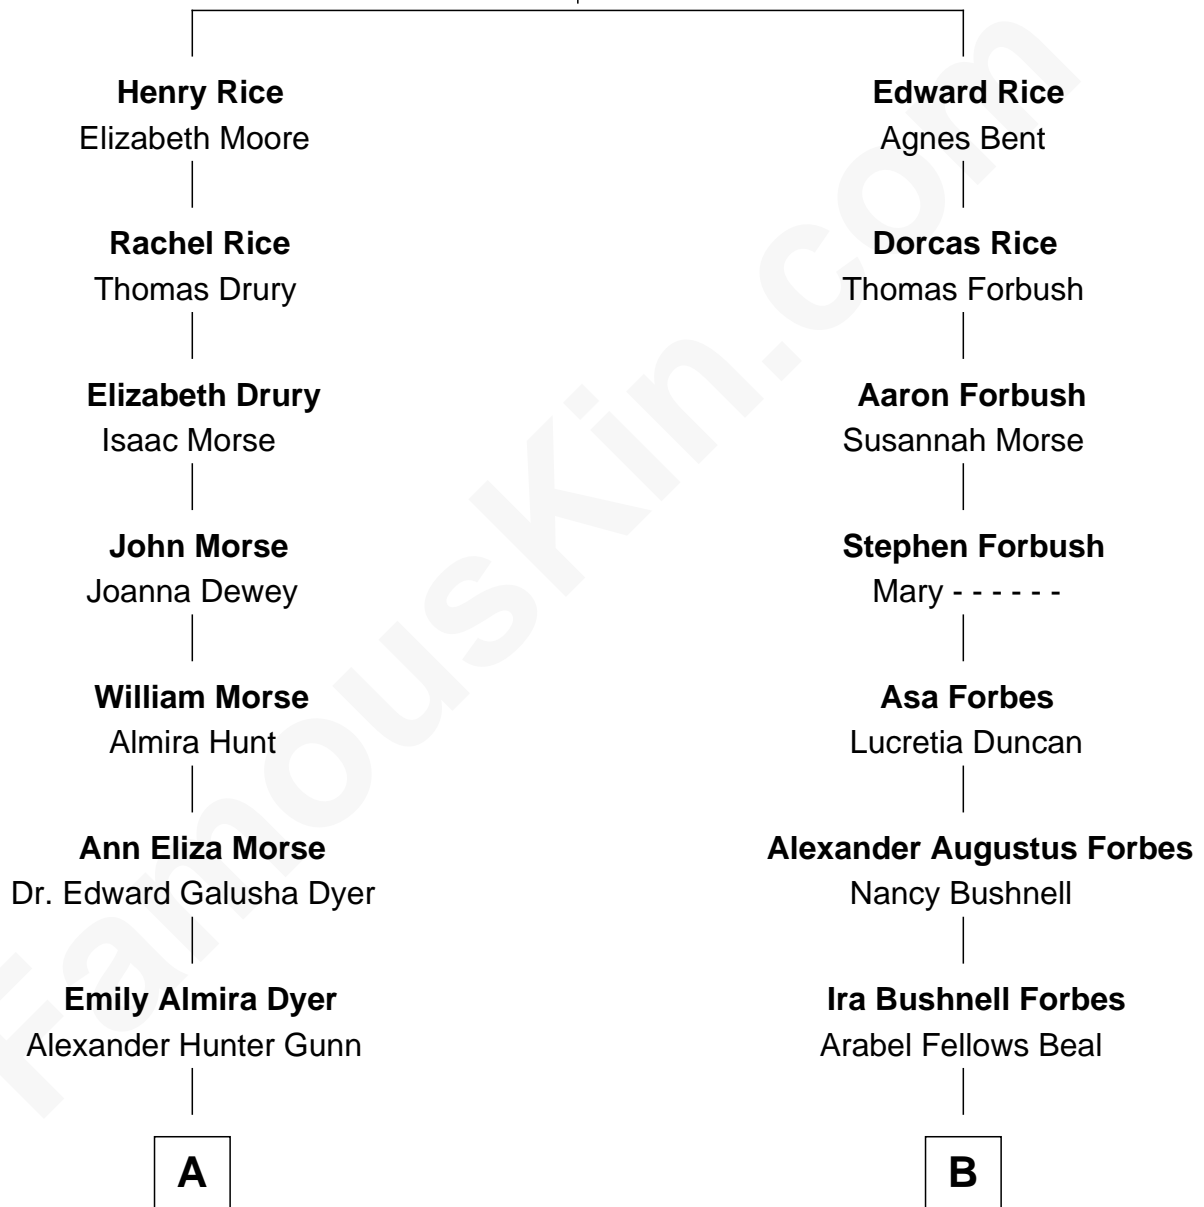 Henry Rice
Elizabeth Moore
Rachel Rice
Thomas Drury
Elizabeth Drury
Isaac Morse
John Morse
Joanna Dewey
William Morse
Almira Hunt
Ann Eliza Morse
Dr. Edward Galusha Dyer
Emily Almira Dyer
Alexander Hunter Gunn
A
Edward Rice
Agnes Bent
Dorcas Rice
Thomas Forbush
Aaron Forbush
Susannah Morse
Stephen Forbush
Mary - - - - - -
Asa Forbes
Lucretia Duncan
Alexander Augustus Forbes
Nancy Bushnell
Ira Bushnell Forbes
Arabel Fellows Beal
B
FamousKin.com